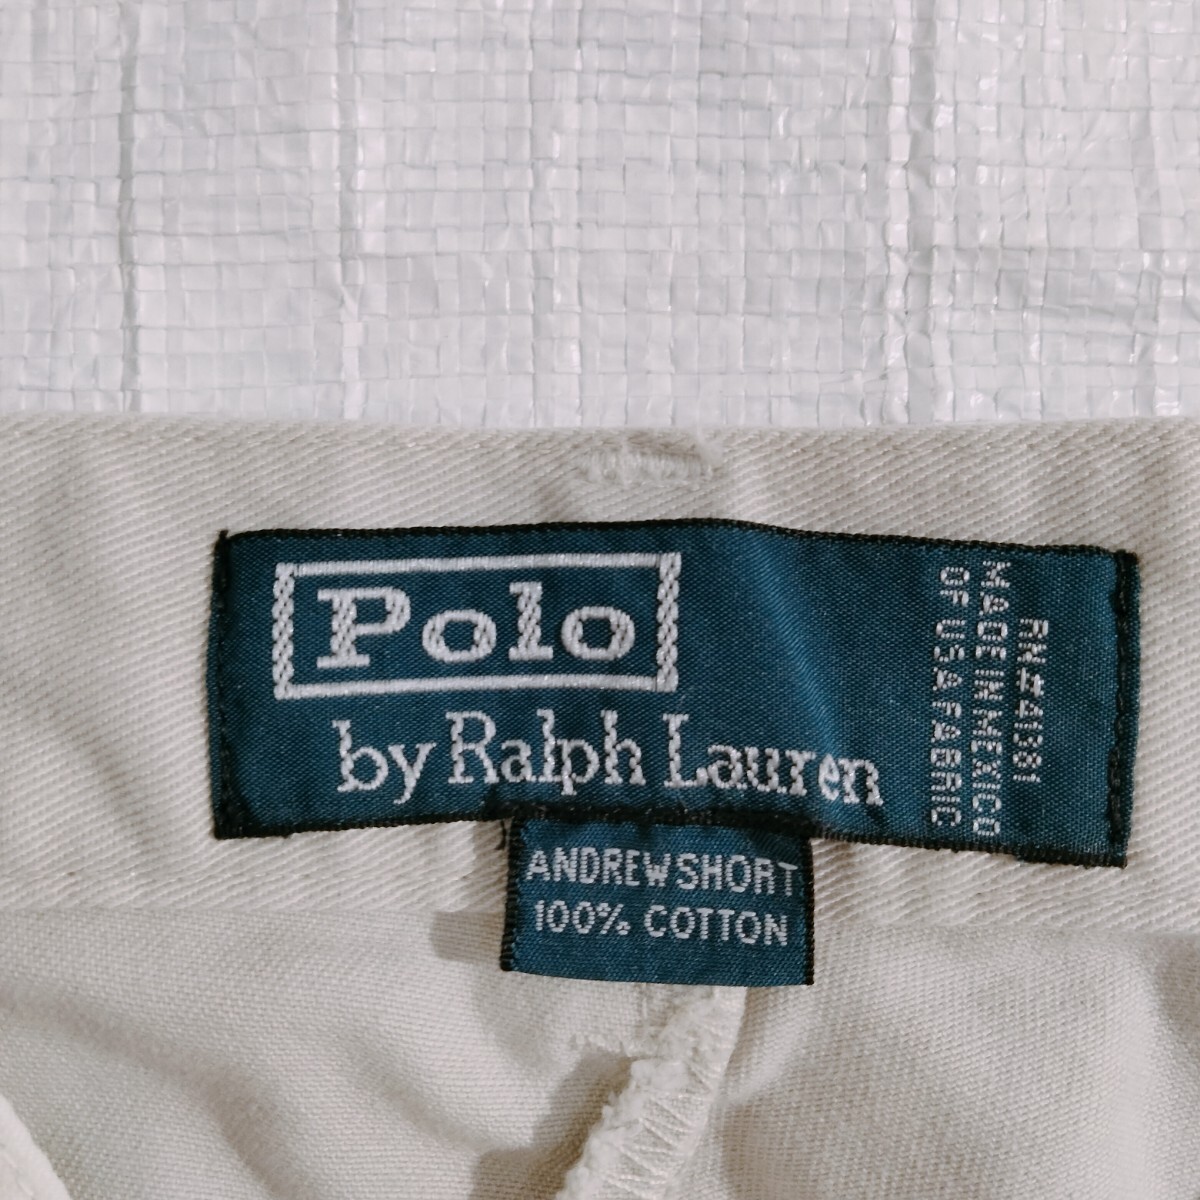 Polo
by Ralph Lauren
RN#41381
MADE IN MEXICO
OF USA FABRIC
ANDREW SHORT
100% COTTON